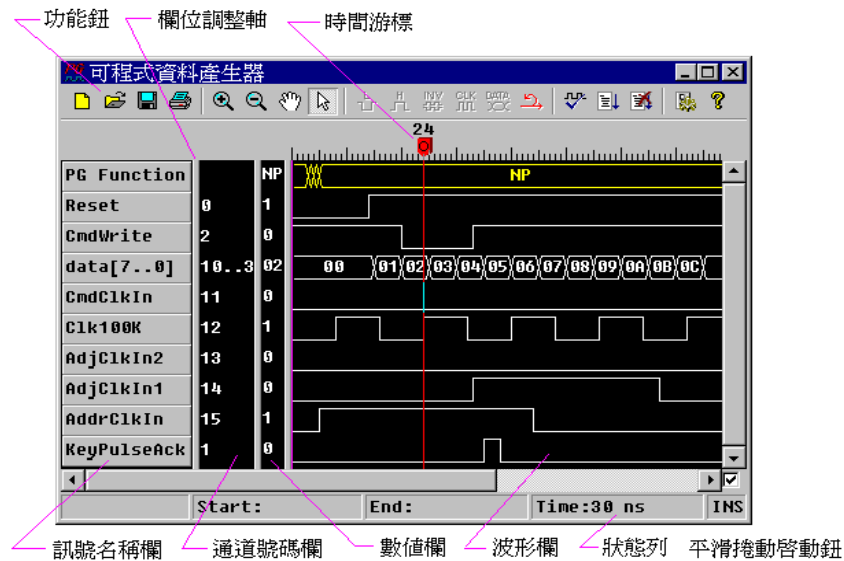 功能鈕 欄位調整軸 時間游標
可程式資料產生器
H INV CLK DATA
24
PG Function NP NP
Reset 0 1
CmdWrite 2 0
data[7..0] 10..3 02 00 01 02 03 04 05 06 07 08 09 0A 0B 0C
CmdClkIn 11 0
Clk100K 12 1
AdjClkIn2 13 0
AdjClkIn1 14 0
AddrClkIn 15 1
KeyPulseAck 1 0
Start: End: Time:30 ns INS
訊號名稱欄 通道號碼欄 數值欄 波形欄 狀態列 平滑捲動啓動鈕